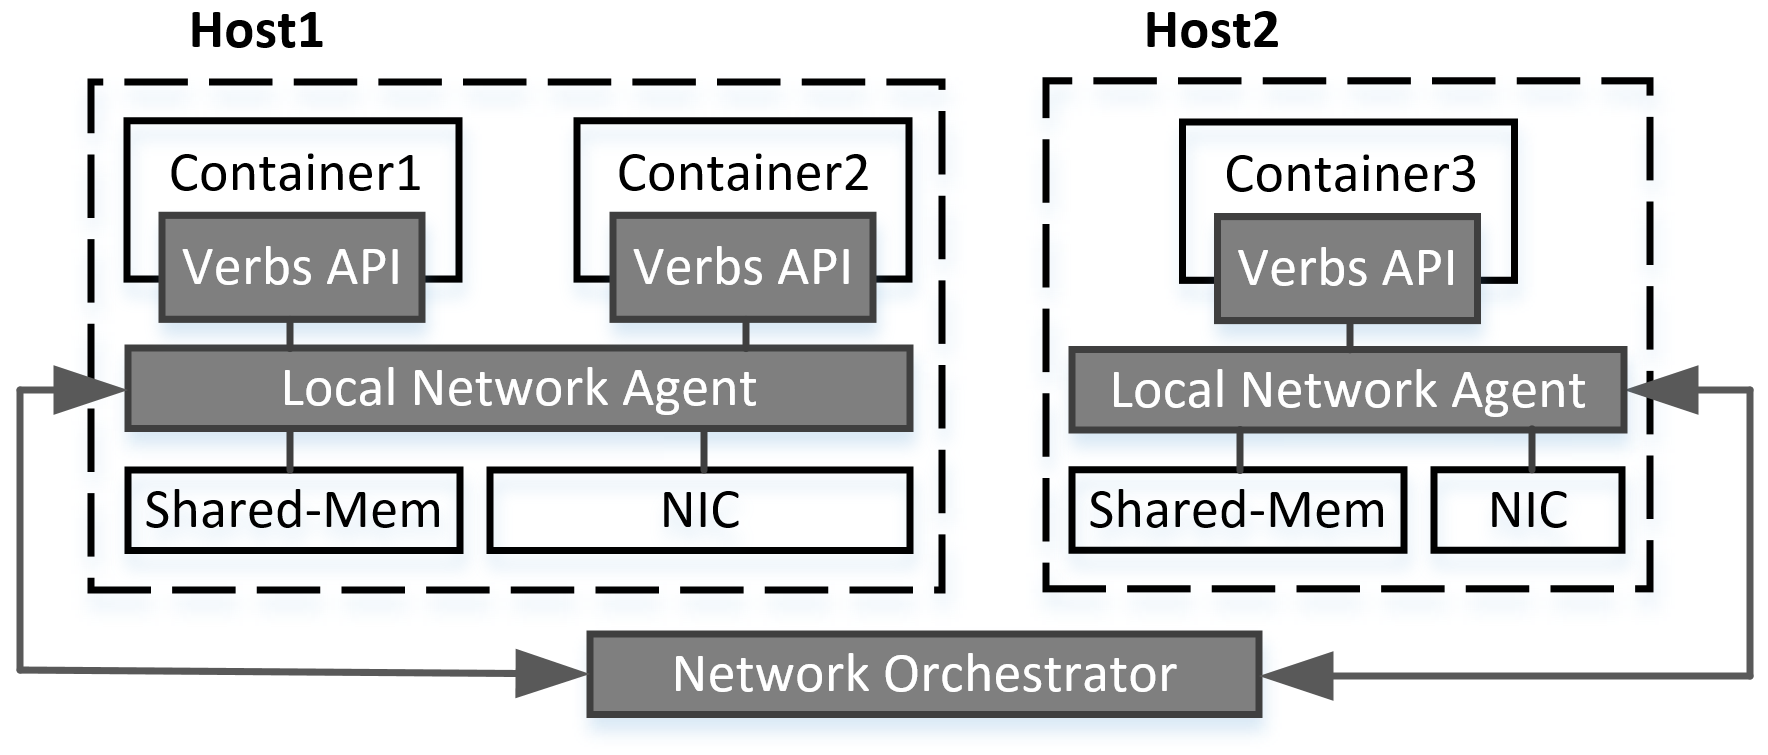 Host1
Host2
Container1
Container2
Container3
Verbs API
Verbs API
Verbs API
Local Network Agent
Local Network Agent
Shared-Mem
NIC
Shared-Mem
NIC
Network Orchestrator